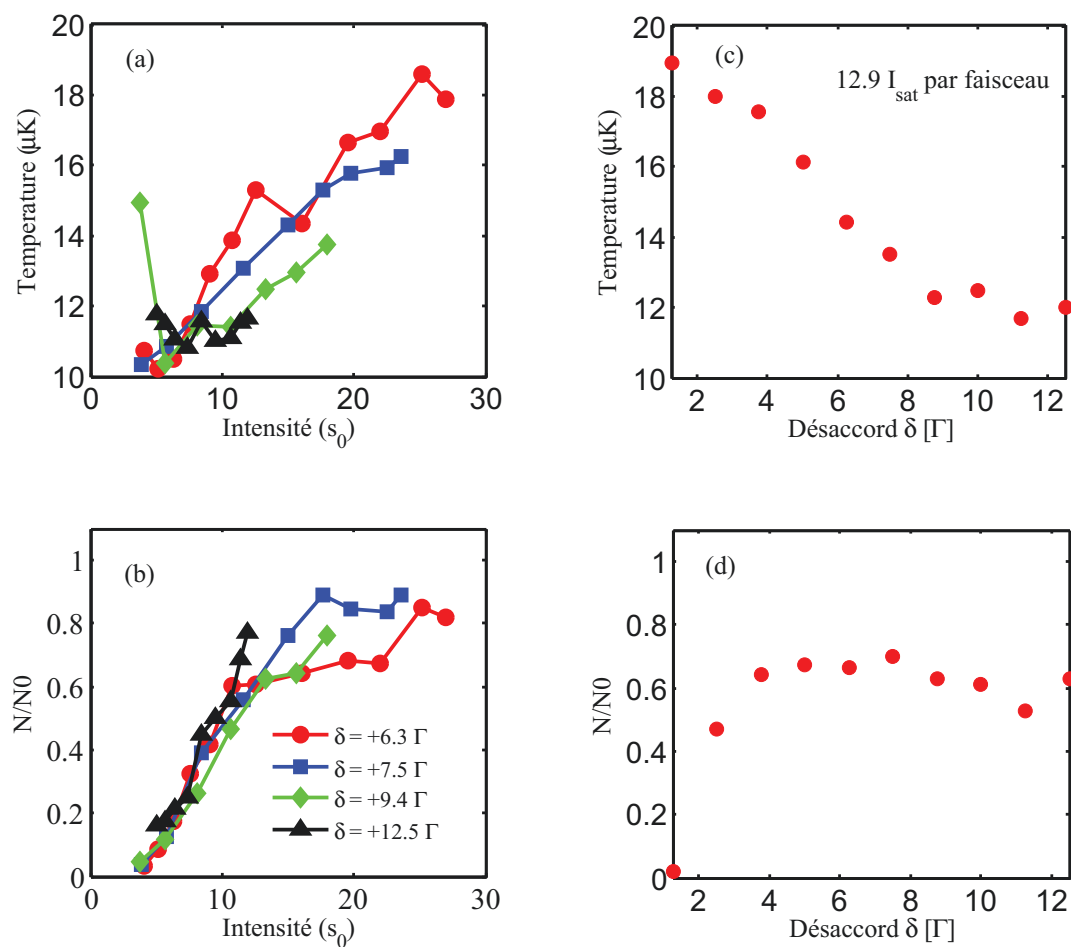 (a)
Temperature (μK)
20
18
16
14
12
10
0
10
20
30
Intensité (s0)
(c)
12.9 Isat par faisceau
Temperature (μK)
20
18
16
14
12
10
2
4
6
8
10
12
Désaccord δ [Γ]
(b)
N/N0
1
0.8
0.6
0.4
0.2
0
0
10
20
30
Intensité (s0)
δ = +6.3 Γ
δ = +7.5 Γ
δ = +9.4 Γ
δ = +12.5 Γ
(d)
N/N0
1
0.8
0.6
0.4
0.2
0
2
4
6
8
10
12
Désaccord δ [Γ]